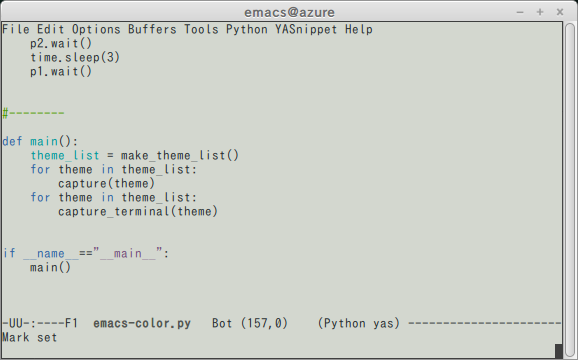 emacs@azure
File Edit Options Buffers Tools Python YASnippet Help
    p2.wait()
    time.sleep(3)
    p1.wait()
#--------
def main():
    theme_list = make_theme_list()
    for theme in theme_list:
        capture(theme)
    for theme in theme_list:
        capture_terminal(theme)
if __name__=="__main__":
    main()
-UU-:----F1  emacs-color.py   Bot (157,0)    (Python yas) ----------------------
Mark set